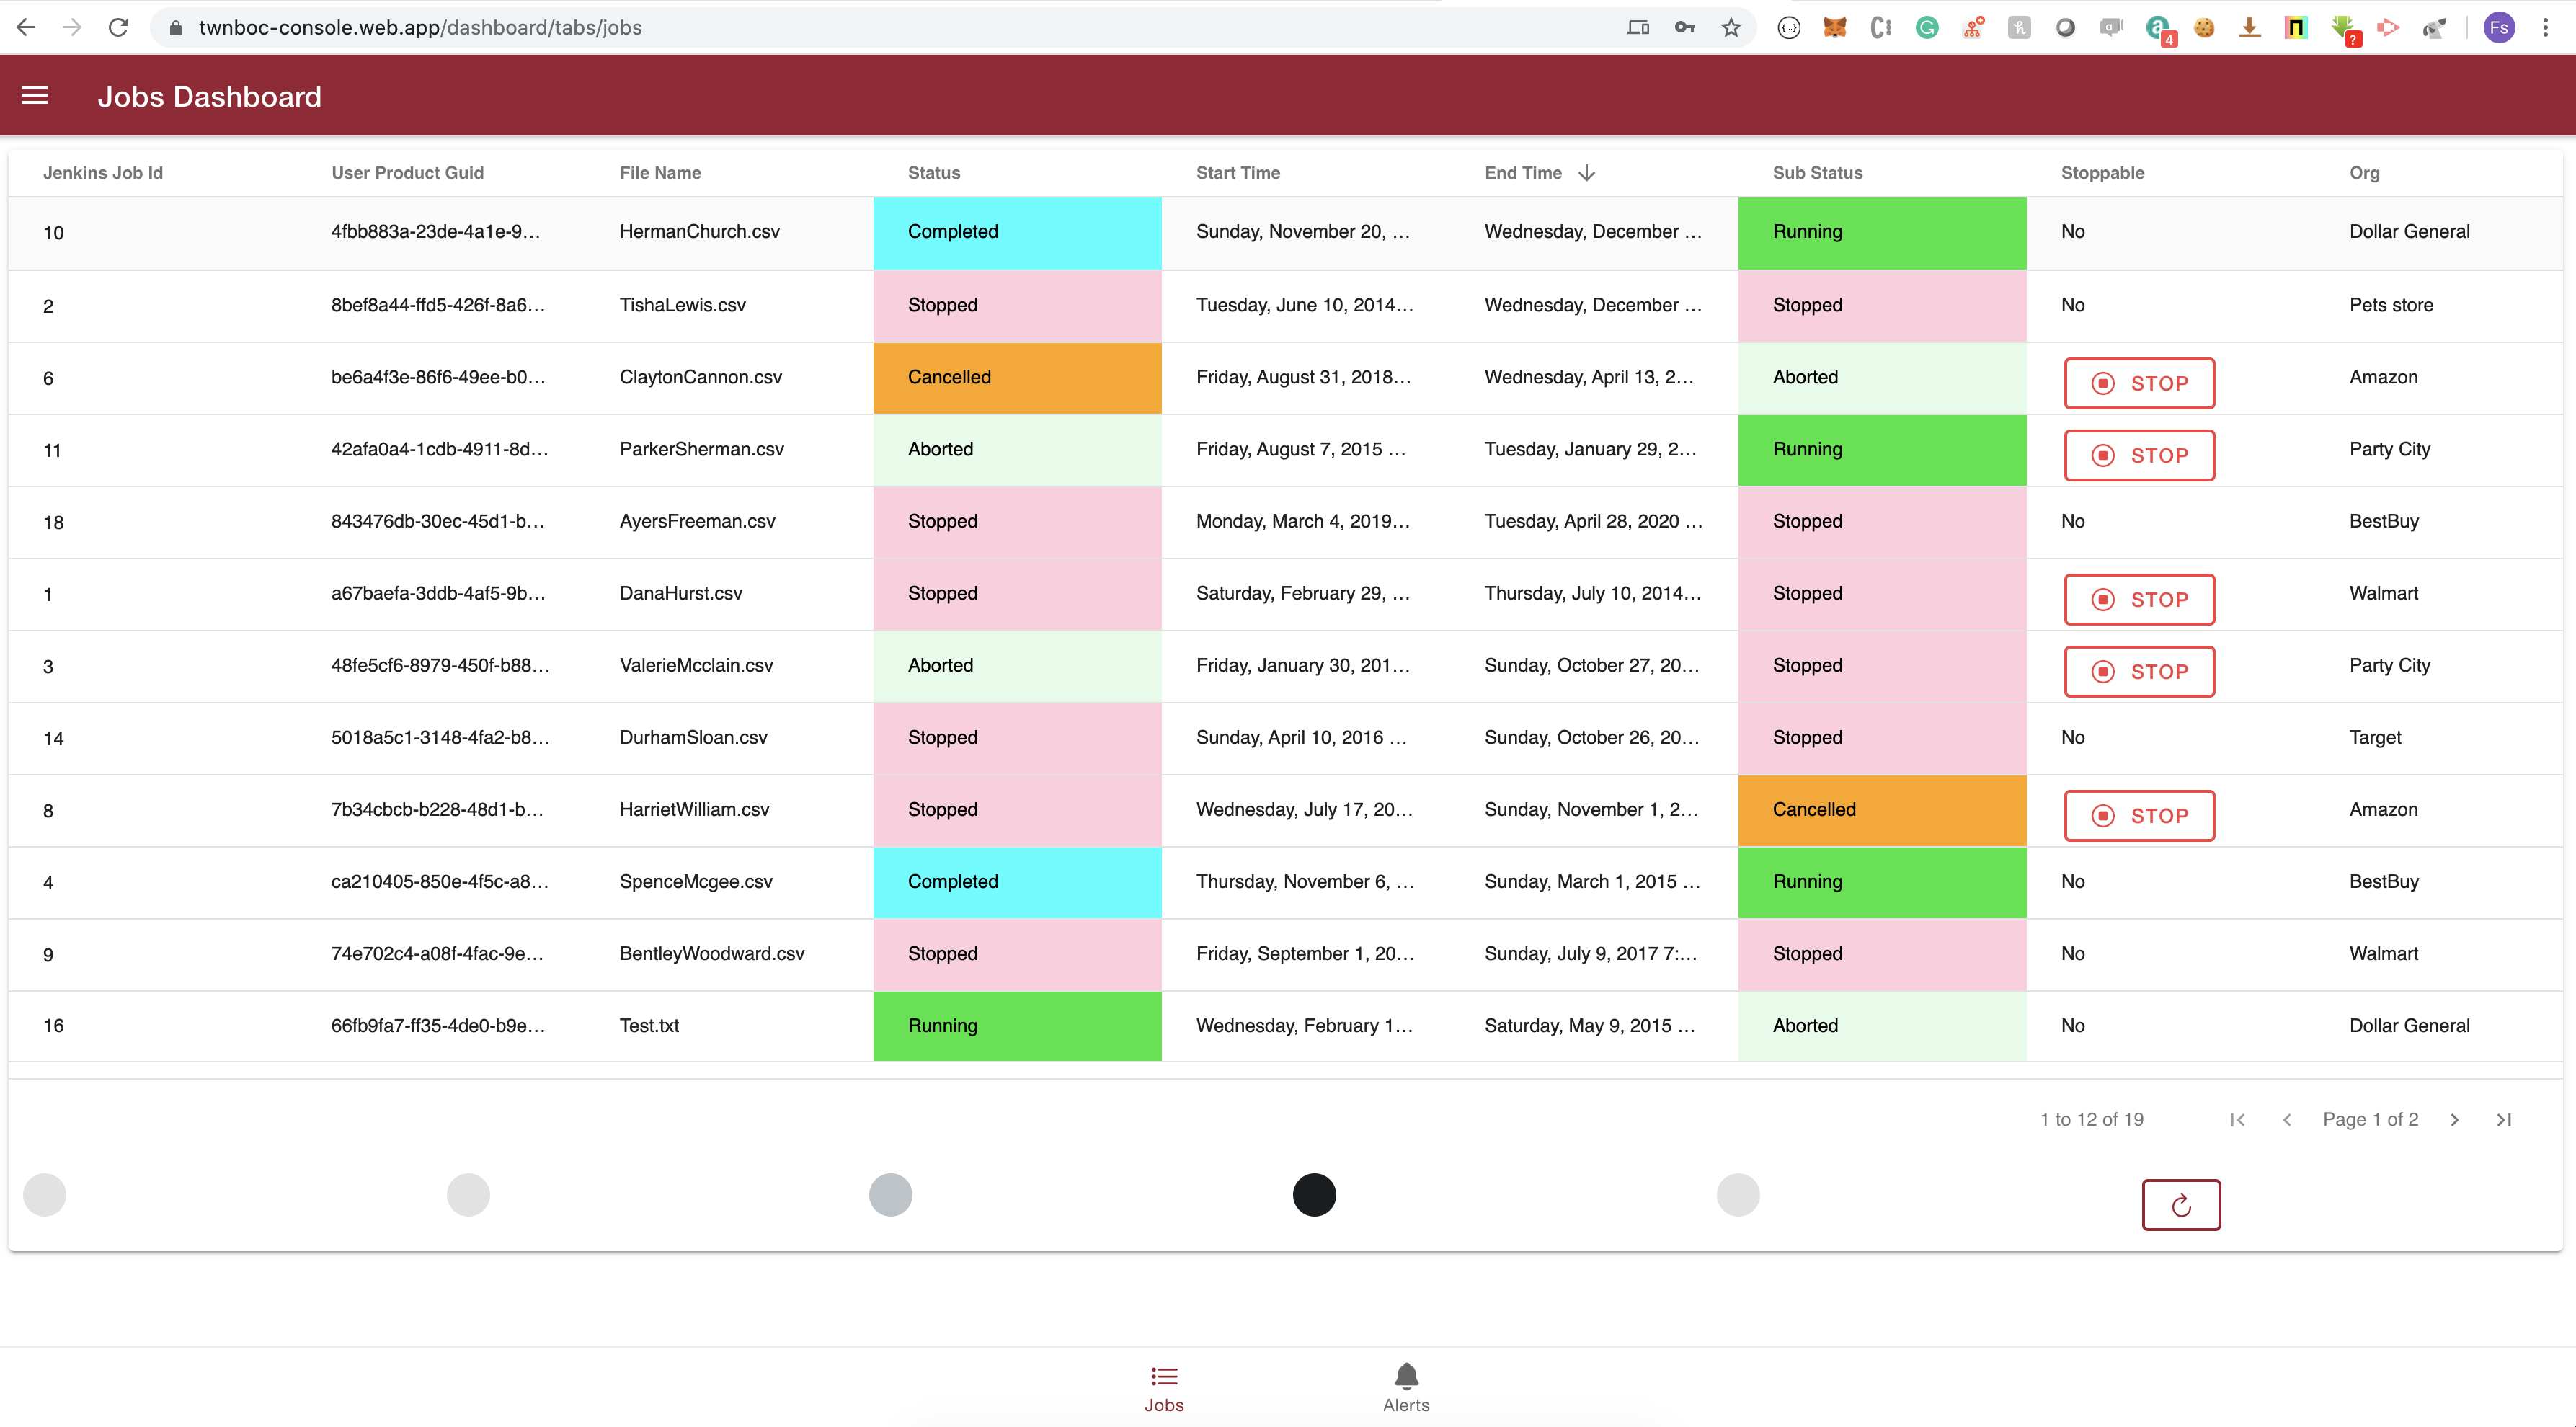 twnboc-console.web.app/dashboard/tabs/jobs
4
?
Fs
Jobs Dashboard
Jenkins Job Id User Product Guid File Name Status Start Time End Time Sub Status Stoppable Org
10 4fbb883a-23de-4a1e-9... HermanChurch.csv Completed Sunday, November 20, ... Wednesday, December ... Running No Dollar General
2 8bef8a44-ffd5-426f-8a6... TishaLewis.csv Stopped Tuesday, June 10, 2014... Wednesday, December ... Stopped No Pets store
6 be6a4f3e-86f6-49ee-b0... ClaytonCannon.csv Cancelled Friday, August 31, 2018... Wednesday, April 13, 2... Aborted STOP Amazon
11 42afa0a4-1cdb-4911-8d... ParkerSherman.csv Aborted Friday, August 7, 2015 ... Tuesday, January 29, 2... Running STOP Party City
18 843476db-30ec-45d1-b... AyersFreeman.csv Stopped Monday, March 4, 2019... Tuesday, April 28, 2020 ... Stopped No BestBuy
1 a67baefa-3ddb-4af5-9b... DanaHurst.csv Stopped Saturday, February 29, ... Thursday, July 10, 2014... Stopped STOP Walmart
3 48fe5cf6-8979-450f-b88... ValerieMcclain.csv Aborted Friday, January 30, 201... Sunday, October 27, 20... Stopped STOP Party City
14 5018a5c1-3148-4fa2-b8... DurhamSloan.csv Stopped Sunday, April 10, 2016 ... Sunday, October 26, 20... Stopped No Target
8 7b34cbcb-b228-48d1-b... HarrietWilliam.csv Stopped Wednesday, July 17, 20... Sunday, November 1, 2... Cancelled STOP Amazon
4 ca210405-850e-4f5c-a8... SpenceMcgee.csv Completed Thursday, November 6, ... Sunday, March 1, 2015 ... Running No BestBuy
9 74e702c4-a08f-4fac-9e... BentleyWoodward.csv Stopped Friday, September 1, 20... Sunday, July 9, 2017 7:... Stopped No Walmart
16 66fb9fa7-ff35-4de0-b9e... Test.txt Running Wednesday, February 1... Saturday, May 9, 2015 ... Aborted No Dollar General
1 to 12 of 19 Page 1 of 2
Jobs Alerts